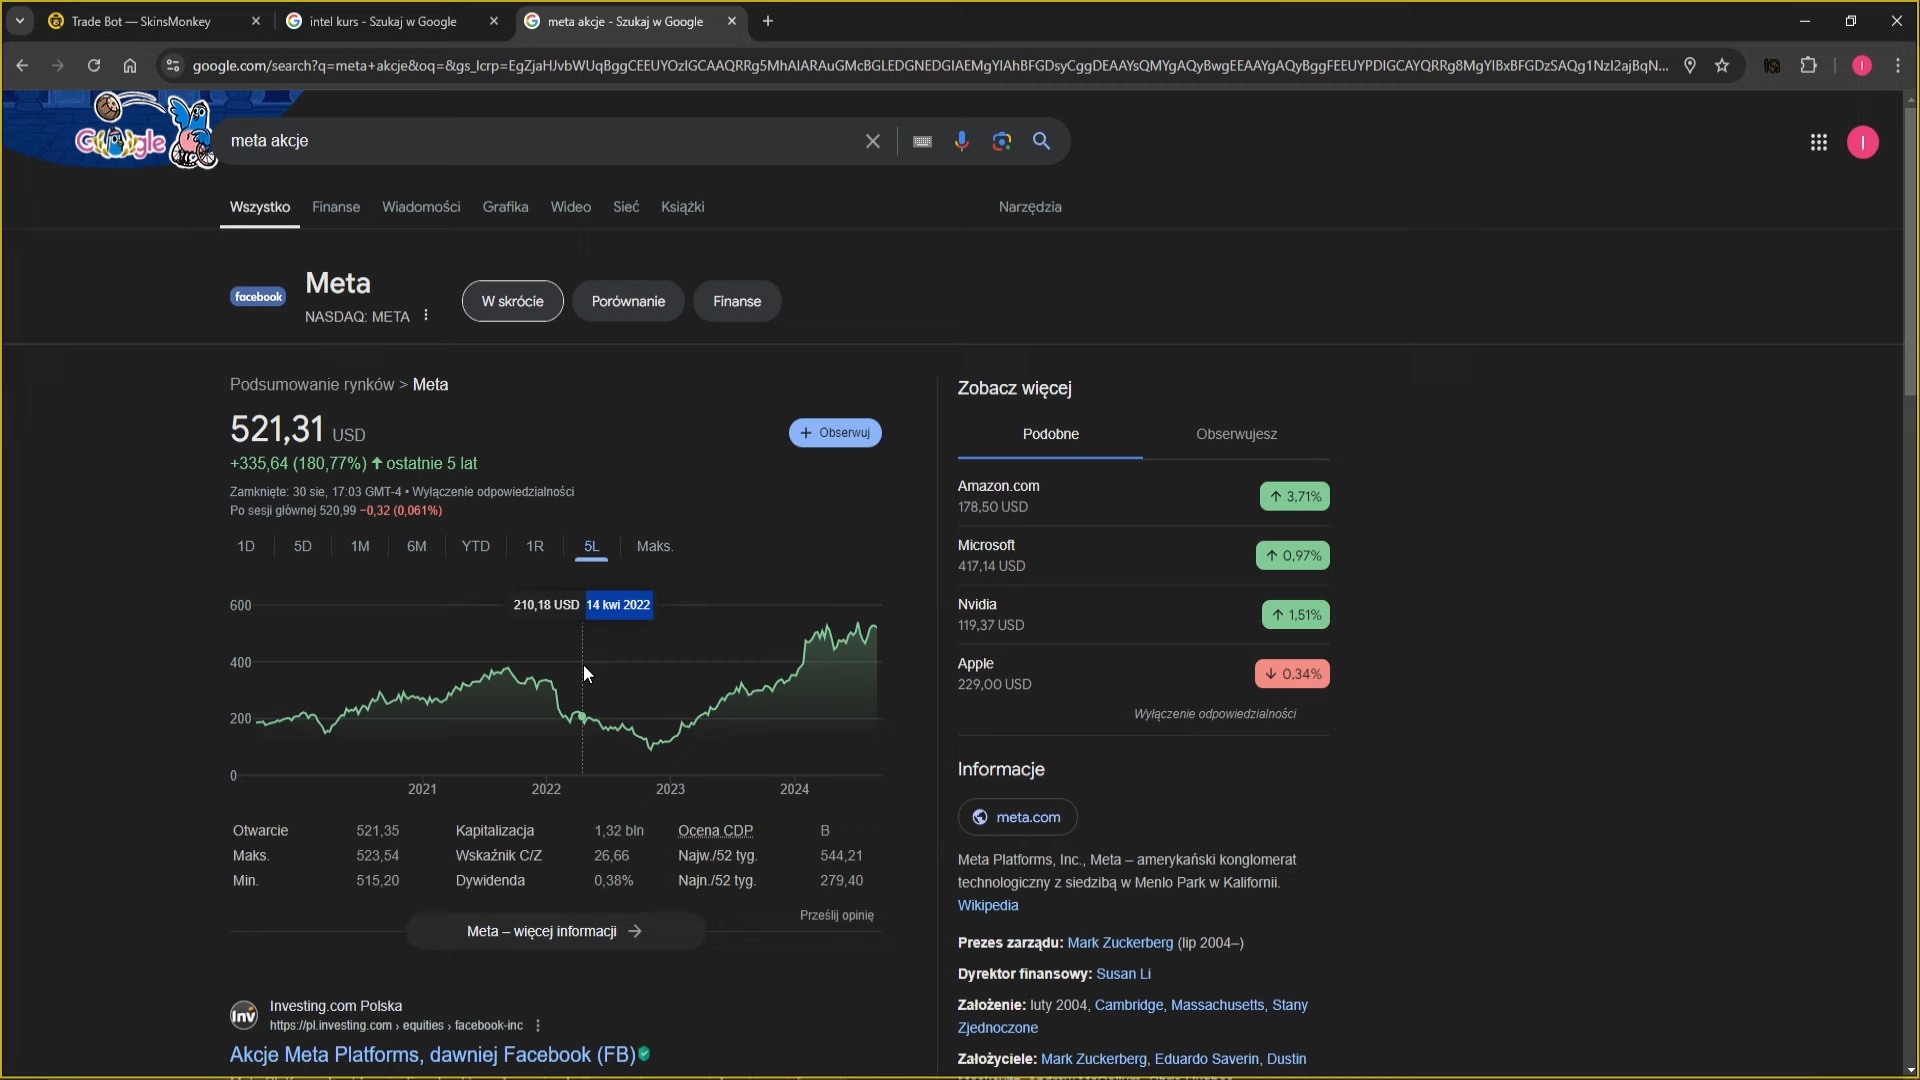 Trade Bot — SkinsMonkey
intel kurs - Szukaj w Google
meta akcje - Szukaj w Google
google.com/search?q=meta+akcje&oq=&gs_lcrp=EgZjaHJvbWUqBggCEEUYOzIGCAAQRRg5MhAIARAuGMcBGLEDGNEDGIAEMgYIAhBFGDsyCggDEAAYsQMYgAQyBwgEEAAYgAQyBggFEEUYPDIGCAYQRRg8MgYIBxBFGDzSAQg1NzI2ajBqN...
Google
meta akcje
Wszystko Finanse Wiadomości Grafika Wideo Sieć Książki Narzędzia
facebook
Meta
NASDAQ: META
W skrócie Porównanie Finanse
Podsumowanie rynków > Meta
521,31 USD
+ Obserwuj
+335,64 (180,77%) ↑ ostatnie 5 lat
Zamknięte: 30 sie, 17:03 GMT-4 • Wyłączenie odpowiedzialności
Po sesji głównej 520,99 −0,32 (0,061%)
1D 5D 1M 6M YTD 1R 5L Maks.
210,18 USD 14 kwi 2022
600
400
200
0
2021 2022 2023 2024
Otwarcie 521,35 Kapitalizacja 1,32 bln Ocena CDP B
Maks. 523,54 Wskaźnik C/Z 26,66 Najw./52 tyg. 544,21
Min. 515,20 Dywidenda 0,38% Najn./52 tyg. 279,40
Prześlij opinię
Meta – więcej informacji →
Inv
Investing.com Polska
https://pl.investing.com › equities › facebook-inc
Akcje Meta Platforms, dawniej Facebook (FB)
Zobacz więcej
Podobne Obserwujesz
Amazon.com
178,50 USD
↑ 3,71%
Microsoft
417,14 USD
↑ 0,97%
Nvidia
119,37 USD
↑ 1,51%
Apple
229,00 USD
↓ 0,34%
Wyłączenie odpowiedzialności
Informacje
meta.com
Meta Platforms, Inc., Meta – amerykański konglomerat
technologiczny z siedzibą w Menlo Park w Kalifornii.
Wikipedia
Prezes zarządu: Mark Zuckerberg (lip 2004–)
Dyrektor finansowy: Susan Li
Założenie: luty 2004, Cambridge, Massachusetts, Stany
Zjednoczone
Założyciele: Mark Zuckerberg, Eduardo Saverin, Dustin